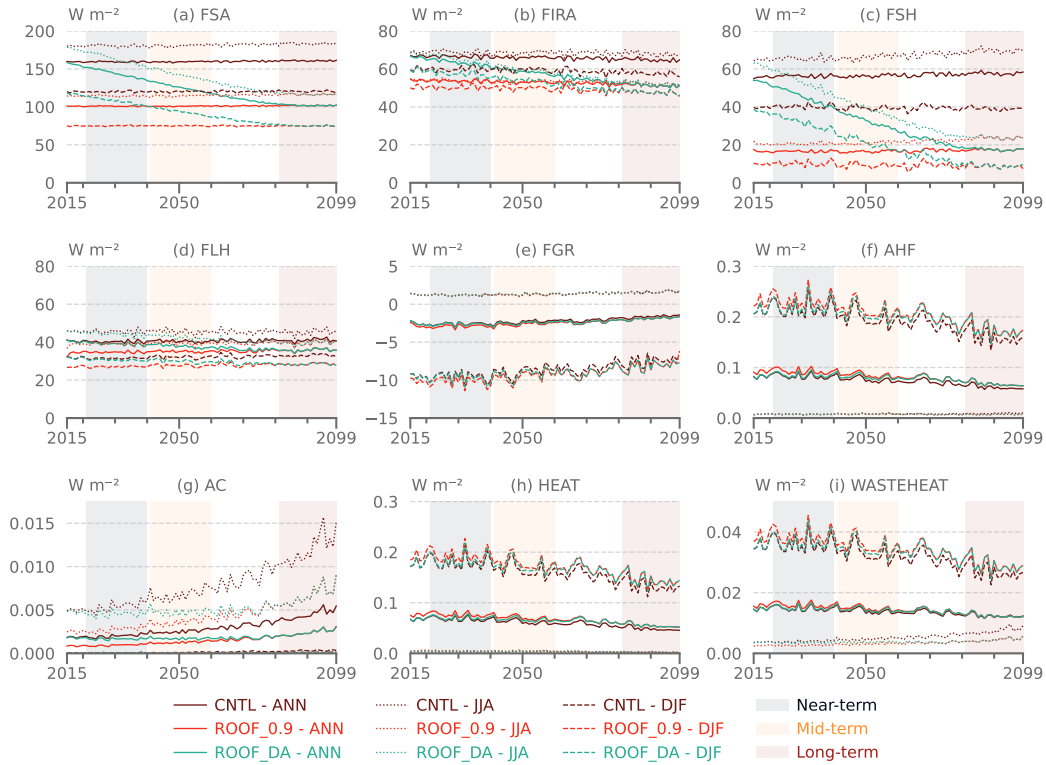 W m⁻² (a) FSA
200
150
100
50
0
2015 2050 2099
W m⁻² (b) FIRA
80
60
40
20
0
2015 2050 2099
W m⁻² (c) FSH
80
60
40
20
0
2015 2050 2099
W m⁻² (d) FLH
80
60
40
20
0
2015 2050 2099
W m⁻² (e) FGR
5
0
−5
−10
−15
2015 2050 2099
W m⁻² (f) AHF
0.3
0.2
0.1
0.0
2015 2050 2099
W m⁻² (g) AC
0.015
0.010
0.005
0.000
2015 2050 2099
W m⁻² (h) HEAT
0.3
0.2
0.1
0.0
2015 2050 2099
W m⁻² (i) WASTEHEAT
0.04
0.02
0.00
2015 2050 2099
CNTL - ANN CNTL - JJA CNTL - DJF Near-term
ROOF_0.9 - ANN ROOF_0.9 - JJA ROOF_0.9 - DJF Mid-term
ROOF_DA - ANN ROOF_DA - JJA ROOF_DA - DJF Long-term